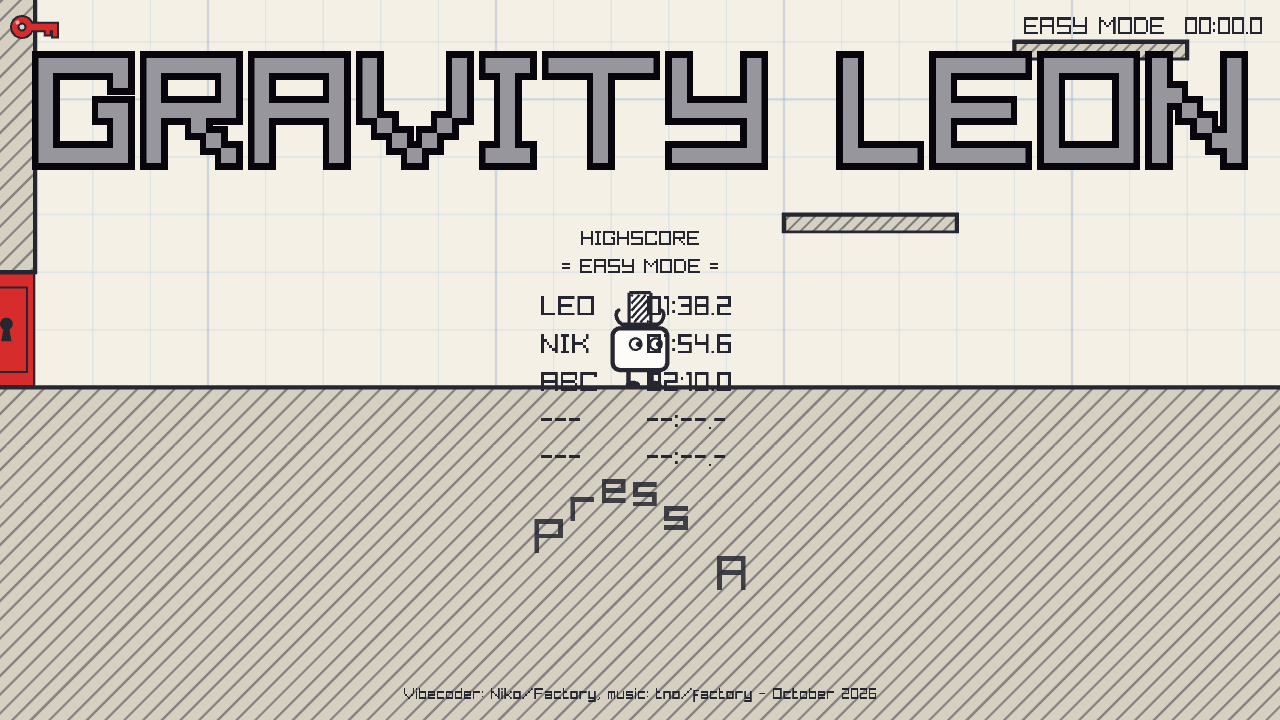 EASY MODE 00:00.0
GRAVITY LEON
HIGHSCORE
= EASY MODE =
LEO 01:38.2
NIK 01:54.6
ABC 02:10.0
--- --:--.-
--- --:--.-
Press A
Vibecoder: Niko/Factory, music: tno/factory - October 2026